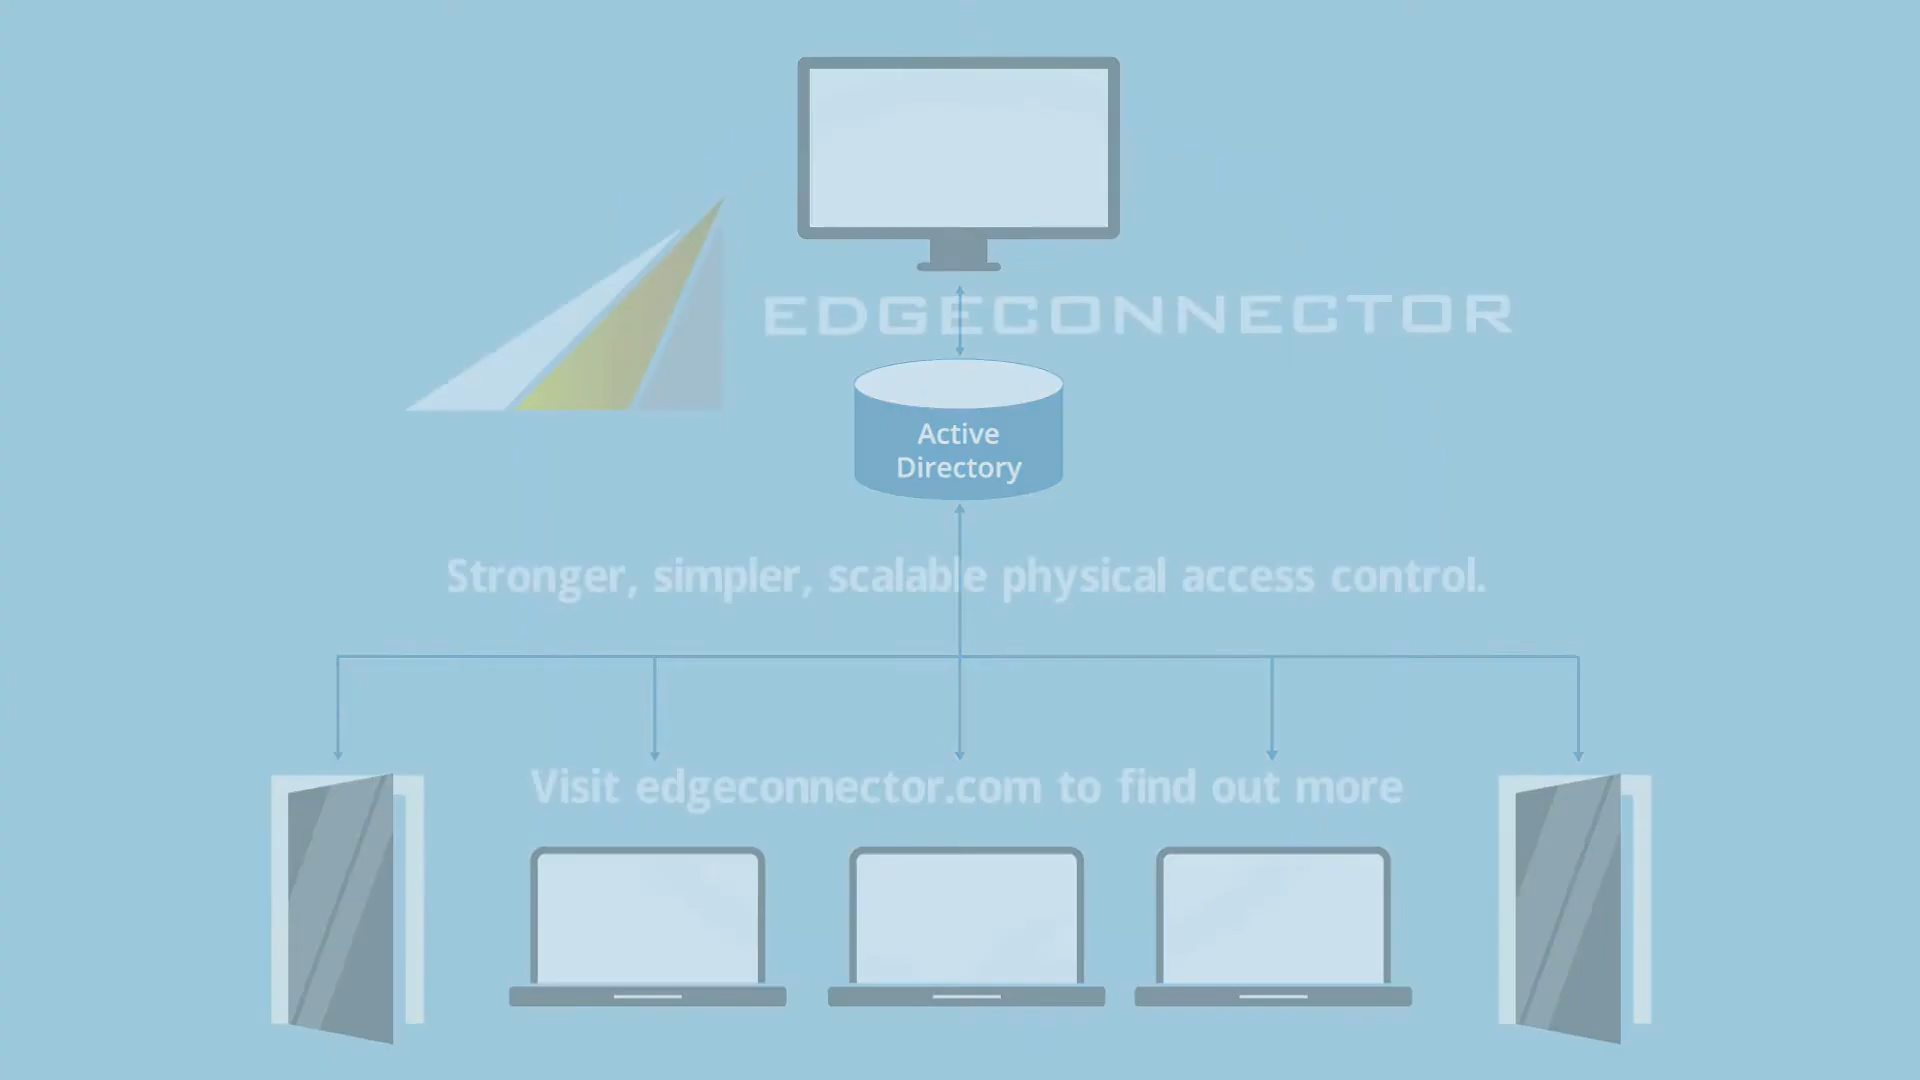 EDGECONNECTOR
Active
Directory
Stronger, simpler, scalable physical access control.
Visit edgeconnector.com to find out more